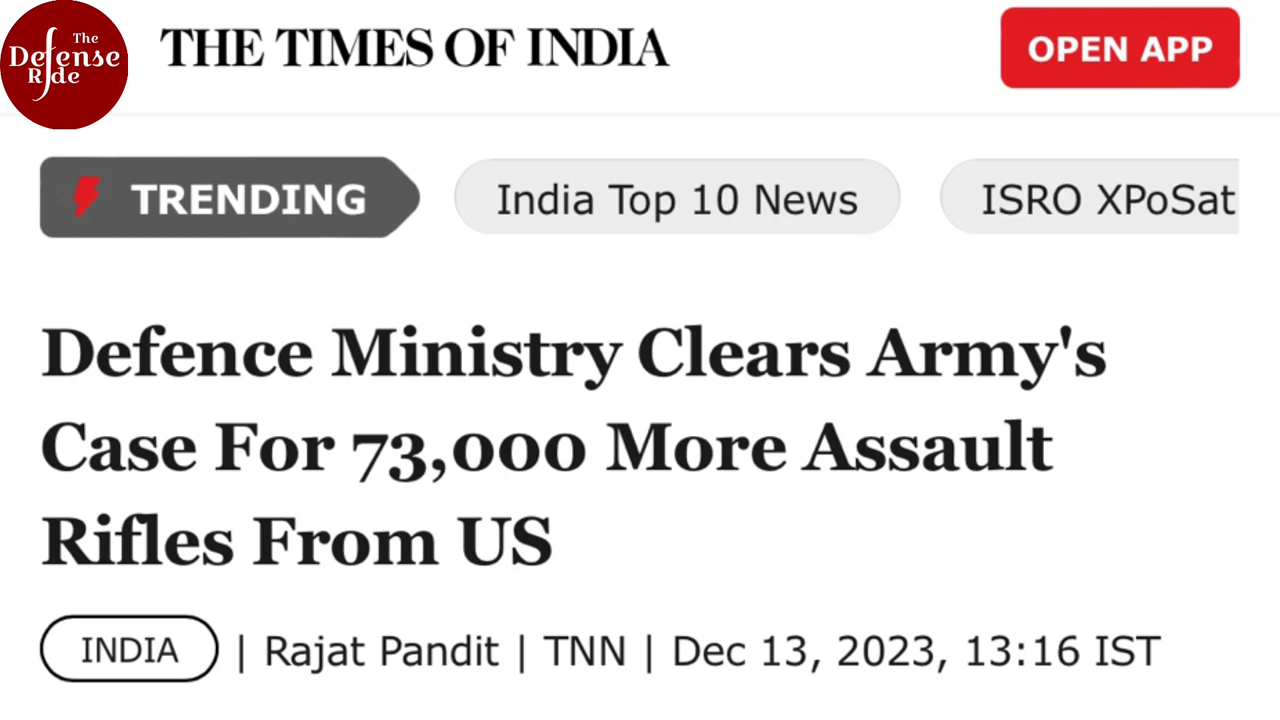 The
Defense
Ride
THE TIMES OF INDIA
OPEN APP
TRENDING
India Top 10 News
ISRO XPoSat
Defence Ministry Clears Army's
Case For 73,000 More Assault
Rifles From US
INDIA | Rajat Pandit | TNN | Dec 13, 2023, 13:16 IST